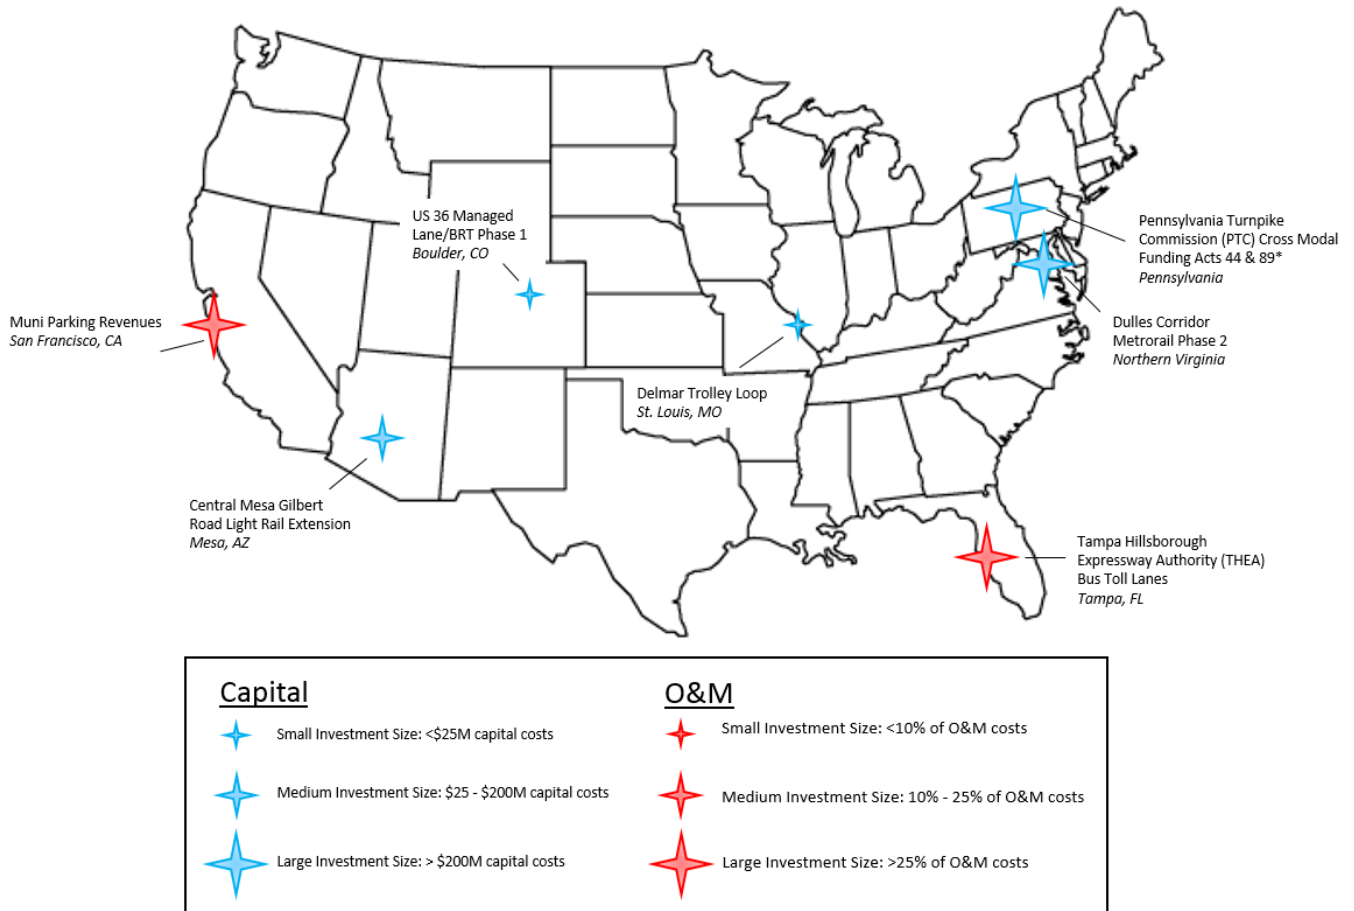 US 36 Managed
Lane/BRT Phase 1
Boulder, CO
Pennsylvania Turnpike
Commission (PTC) Cross Modal
Funding Acts 44 & 89*
Pennsylvania
Muni Parking Revenues
San Francisco, CA
Dulles Corridor
Metrorail Phase 2
Northern Virginia
Delmar Trolley Loop
St. Louis, MO
Central Mesa Gilbert
Road Light Rail Extension
Mesa, AZ
Tampa Hillsborough
Expressway Authority (THEA)
Bus Toll Lanes
Tampa, FL
Capital
Small Investment Size: <$25M capital costs
Medium Investment Size: $25 - $200M capital costs
Large Investment Size: > $200M capital costs
O&M
Small Investment Size: <10% of O&M costs
Medium Investment Size: 10% - 25% of O&M costs
Large Investment Size: >25% of O&M costs